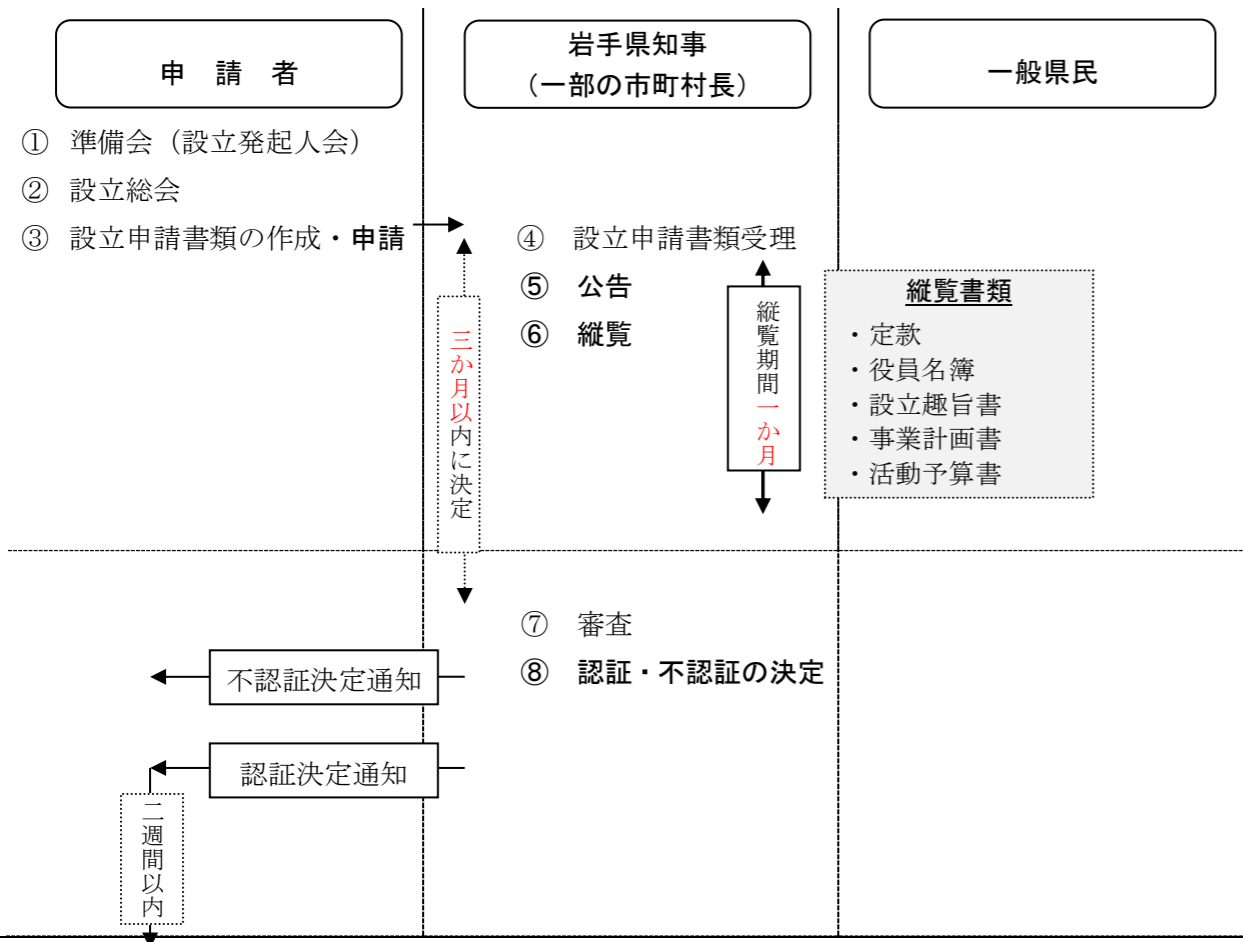 申 請 者
岩手県知事
（一部の市町村長）
一般県民
① 準備会（設立発起人会）
② 設立総会
③ 設立申請書類の作成・申請
三か月以内に決定
④ 設立申請書類受理
⑤ 公告
⑥ 縦覧
縦覧期間一か月
縦覧書類
・定款
・役員名簿
・設立趣旨書
・事業計画書
・活動予算書
⑦ 審査
⑧ 認証・不認証の決定
不認証決定通知
認証決定通知
二週間以内